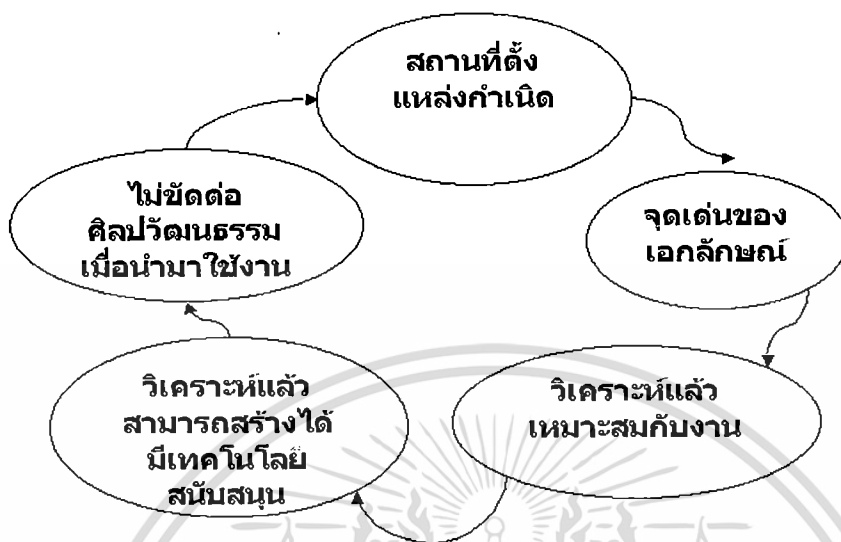 สถานที่ตั้ง
แหล่งกำเนิด
จุดเด่นของ
เอกลักษณ์
วิเคราะห์แล้ว
เหมาะสมกับงาน
วิเคราะห์แล้ว
สามารถสร้างได้
มีเทคโนโลยี
สนับสนุน
ไม่ขัดต่อ
ศิลปวัฒนธรรม
เมื่อนำมาใช้งาน